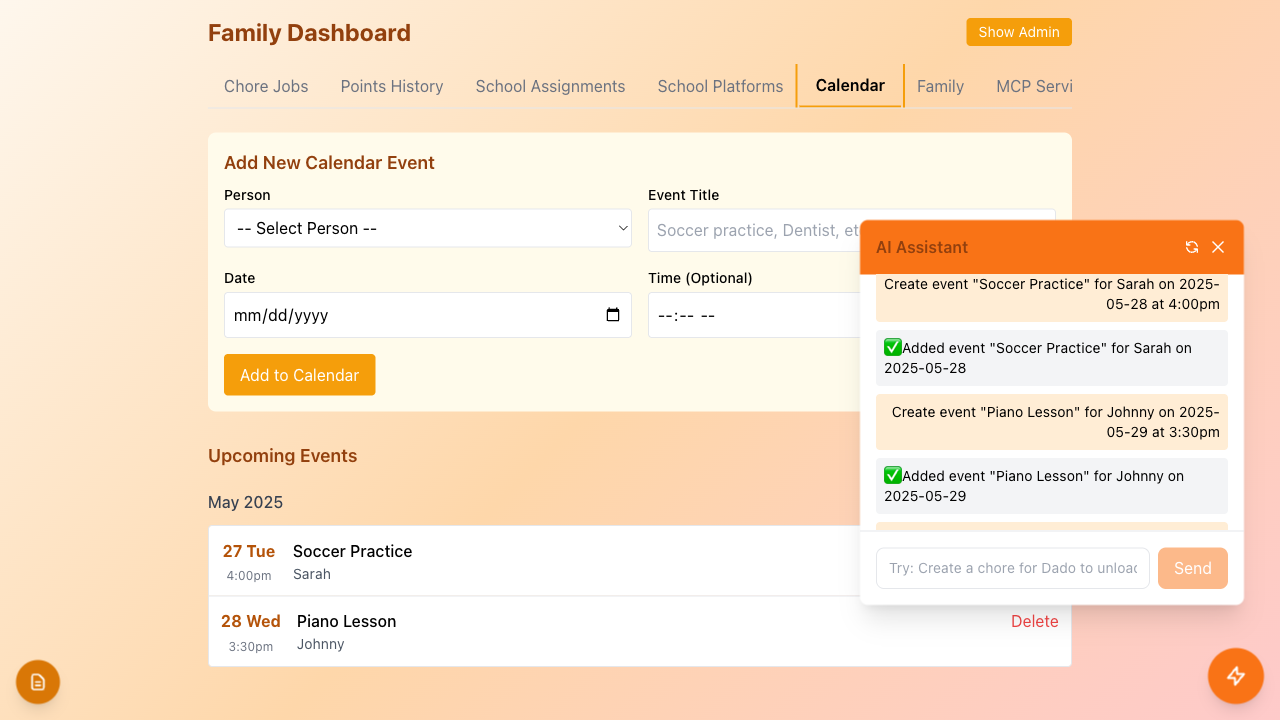 Family Dashboard
Show Admin
Chore Jobs
Points History
School Assignments
School Platforms
Calendar
Family
MCP Servi
Add New Calendar Event
Person
Event Title
-- Select Person --
Soccer practice, Dentist, et
Date
Time (Optional)
mm/dd/yyyy
--:-- --
Add to Calendar
Upcoming Events
May 2025
27 Tue
Soccer Practice
4:00pm
Sarah
28 Wed
Piano Lesson
3:30pm
Johnny
Delete
AI Assistant
Create event "Soccer Practice" for Sarah on 2025-
05-28 at 4:00pm
✅Added event "Soccer Practice" for Sarah on
2025-05-28
Create event "Piano Lesson" for Johnny on 2025-
05-29 at 3:30pm
✅Added event "Piano Lesson" for Johnny on
2025-05-29
Try: Create a chore for Dado to unload
Send